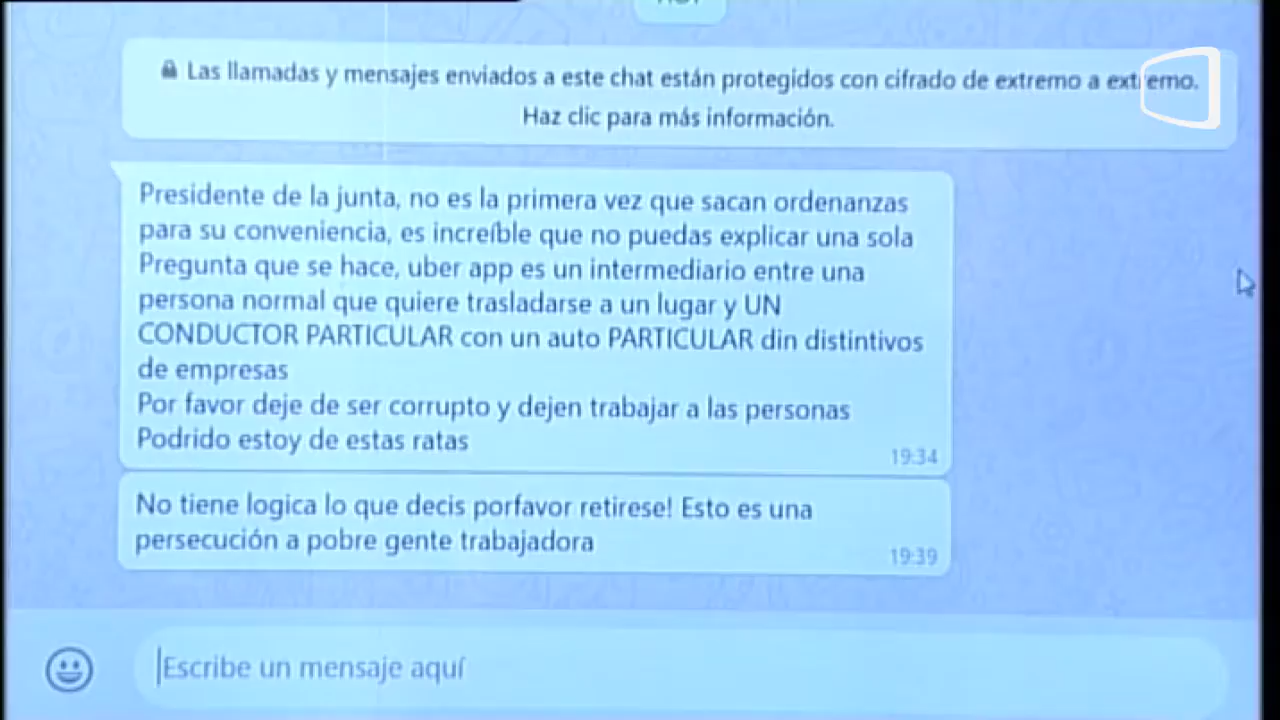 Las llamadas y mensajes enviados a este chat están protegidos con cifrado de extremo a extremo.
Haz clic para más información.
Presidente de la junta, no es la primera vez que sacan ordenanzas
para su conveniencia, es increíble que no puedas explicar una sola
Pregunta que se hace, uber app es un intermediario entre una
persona normal que quiere trasladarse a un lugar y UN
CONDUCTOR PARTICULAR con un auto PARTICULAR din distintivos
de empresas
Por favor deje de ser corrupto y dejen trabajar a las personas
Podrido estoy de estas ratas
19:34
No tiene logica lo que decis porfavor retirese! Esto es una
persecución a pobre gente trabajadora
19:39
Escribe un mensaje aquí